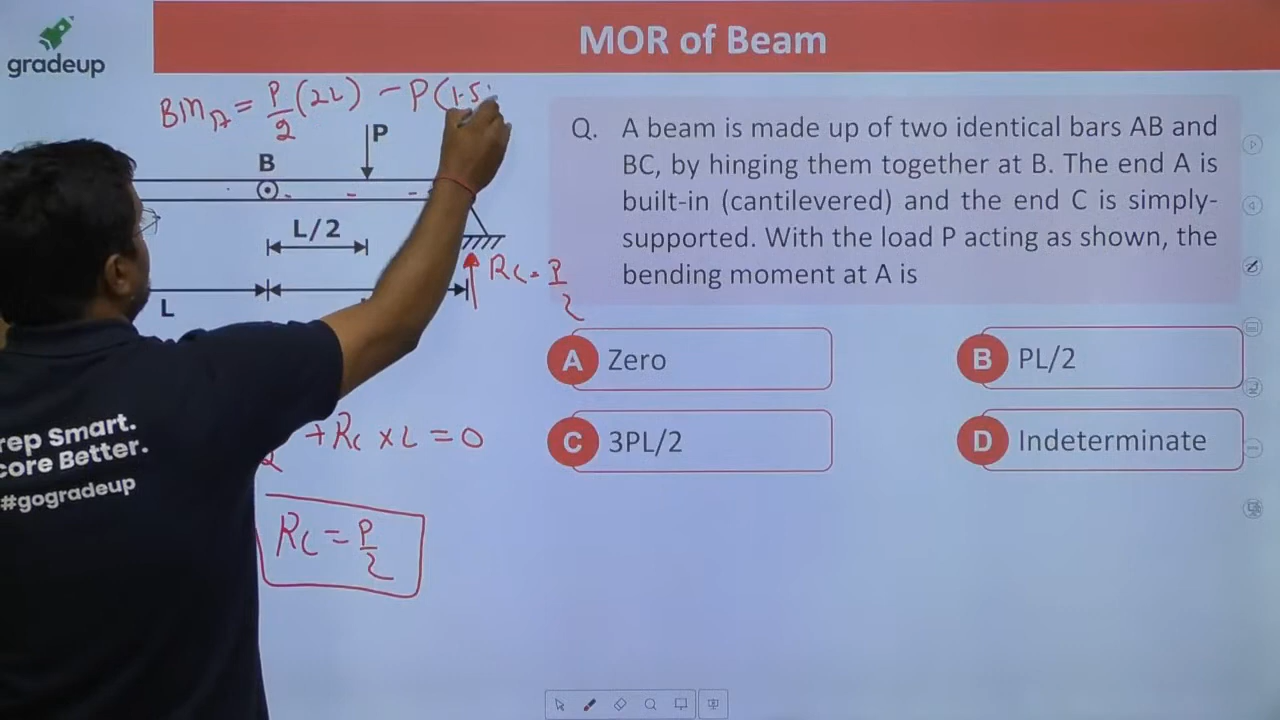 gradeup
MOR of Beam
BMA = P/2 (2L) - P(1.5
P
B
L/2
RC = P/2
L
Q. A beam is made up of two identical bars AB and
BC, by hinging them together at B. The end A is
built-in (cantilevered) and the end C is simply-
supported. With the load P acting as shown, the
bending moment at A is
A Zero
B PL/2
C 3PL/2
D Indeterminate
+RC × L = 0
RC = P/2
rep Smart.
core Better.
#gogradeup